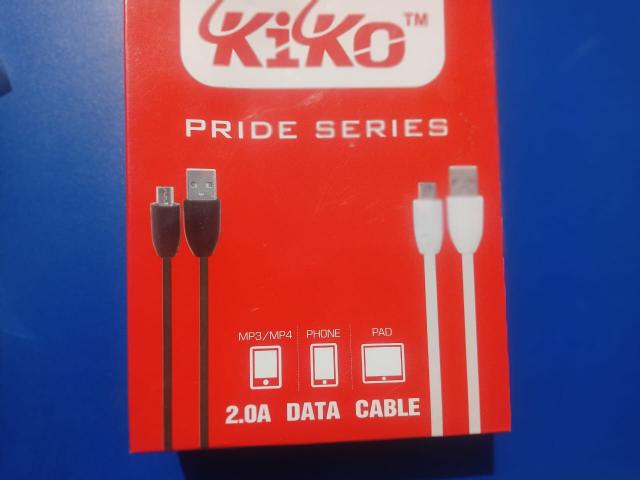 KiKo™
PRIDE SERIES
MP3/MP4 PHONE PAD
2.0A DATA CABLE